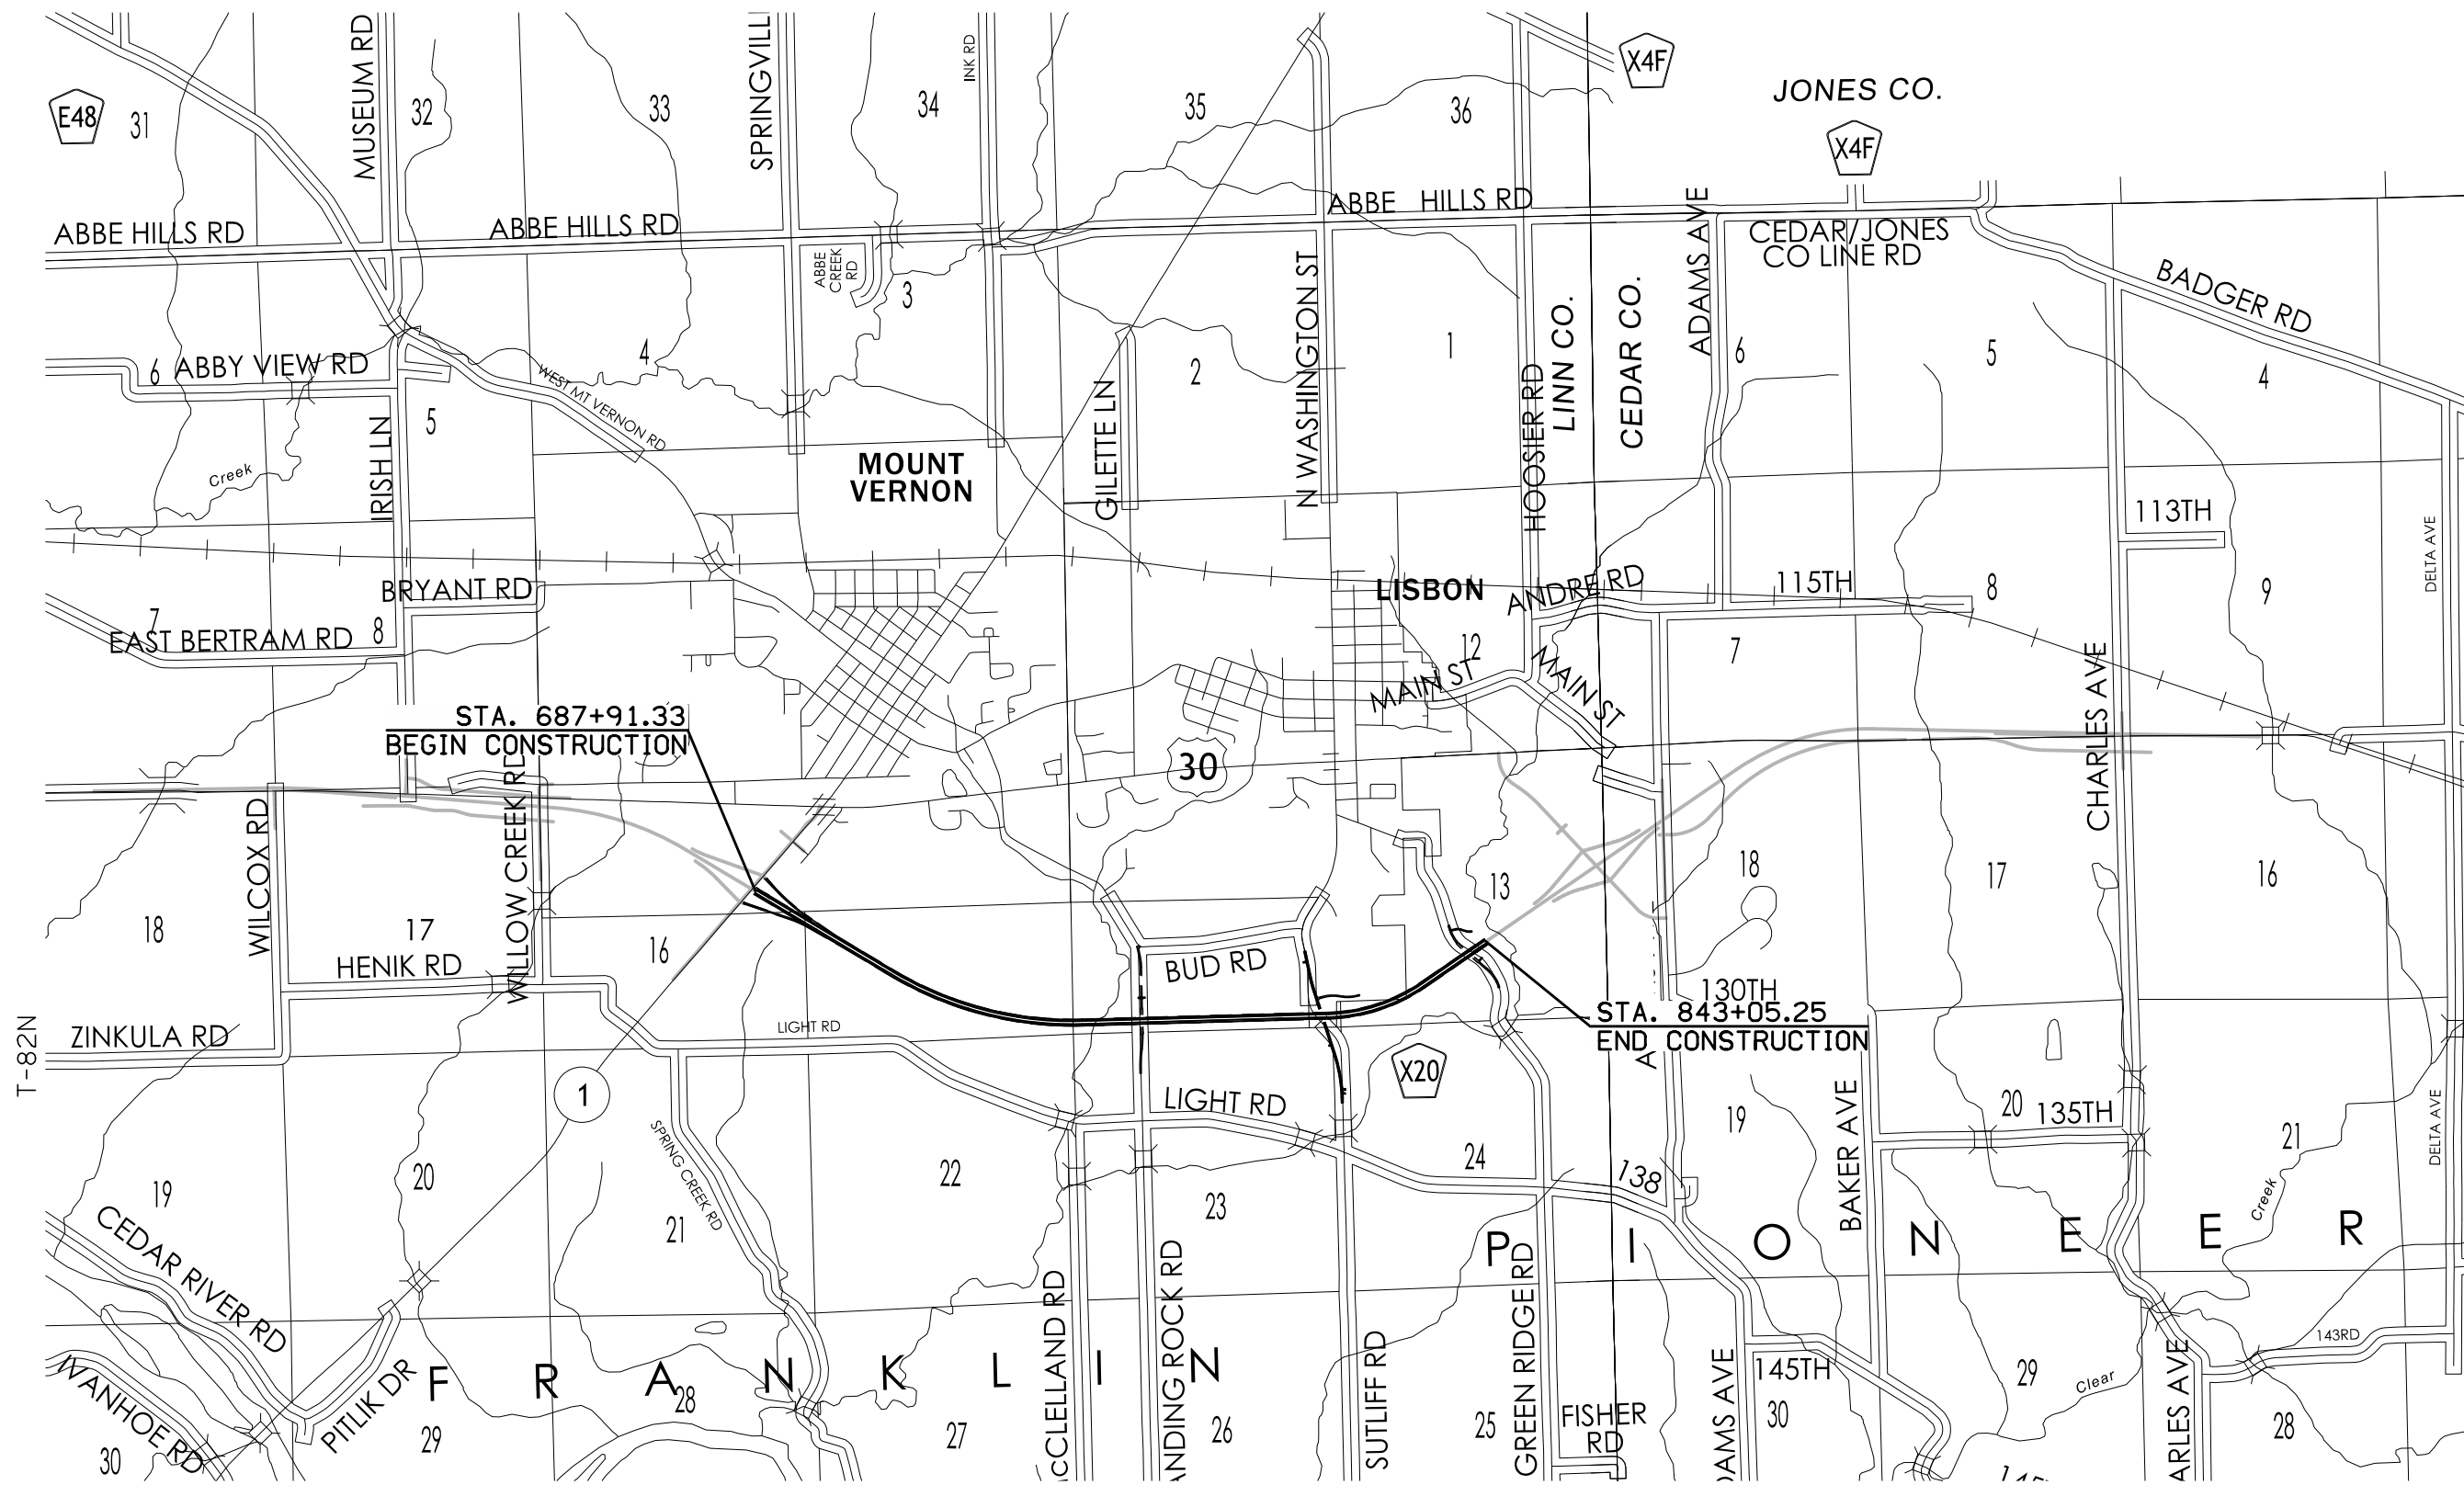 X4F
JONES CO.
X4F
E48
31
MUSEUM RD
32
33
SPRINGVILL
34
INK RD
35
36
ABBE HILLS RD
ABBE HILLS RD
ABBE HILLS RD
ADAMS AVE
CEDAR/JONES
CO LINE RD
BADGER RD
ABBE
CREEK
RD
3
N WASHINGTON ST
1
HOOSIER RD
LINN CO.
CEDAR CO.
6
5
4
6
ABBY VIEW RD
4
WEST MT VERNON RD
2
5
IRISH LN
Creek
MOUNT
VERNON
GILETTE LN
113TH
DELTA AVE
BRYANT RD
LISBON
ANDRE RD
115TH
8
9
7
EAST BERTRAM RD
8
12
7
MAIN ST
MAIN ST
CHARLES AVE
STA. 687+91.33
BEGIN CONSTRUCTION
30
WILCOX RD
WILLOW CREEK RD
13
18
17
16
18
17
16
HENIK RD
BUD RD
130TH
STA. 843+05.25
END CONSTRUCTION
A
T-82N
ZINKULA RD
LIGHT RD
1
X20
LIGHT RD
SPRING CREEK RD
19
BAKER AVE
20
135TH
21
DELTA AVE
19
20
21
22
23
24
138
Creek
CEDAR RIVER RD
P I O N E E R
IVANHOE RD
PITLIK DR
F R A N K L I N
CCLELLAND RD
ANDING ROCK RD
SUTLIFF RD
GREEN RIDGE RD
FISHER
RD
DAMS AVE
145TH
143RD
Clear
ARLES AVE
30
29
28
27
26
25
30
29
28